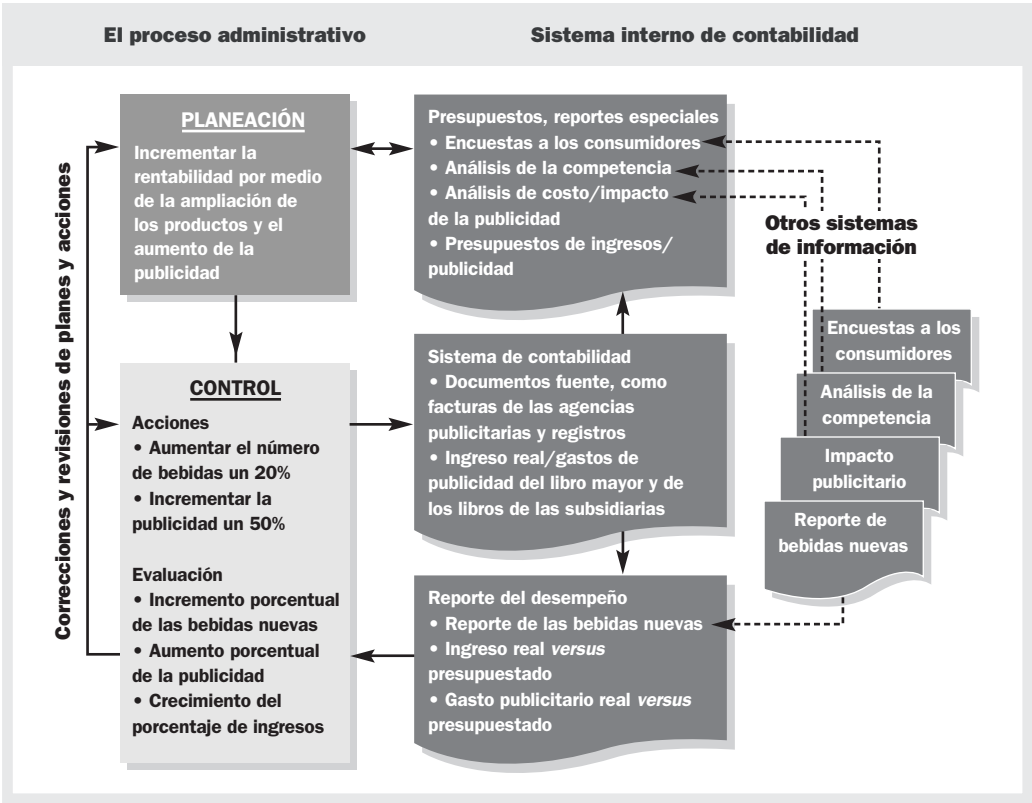 El proceso administrativo
Sistema interno de contabilidad
Correcciones y revisiones de planes y acciones
PLANEACIÓN
Incrementar la
rentabilidad por medio
de la ampliación de
los productos y el
aumento de la
publicidad
CONTROL
Acciones
• Aumentar el número
de bebidas un 20%
• Incrementar la
publicidad un 50%
Evaluación
• Incremento porcentual
de las bebidas nuevas
• Aumento porcentual
de la publicidad
• Crecimiento del
porcentaje de ingresos
Presupuestos, reportes especiales
• Encuestas a los consumidores
• Análisis de la competencia
• Análisis de costo/impacto
de la publicidad
• Presupuestos de ingresos/
publicidad
Sistema de contabilidad
• Documentos fuente, como
facturas de las agencias
publicitarias y registros
• Ingreso real/gastos de
publicidad del libro mayor y de
los libros de las subsidiarias
Reporte del desempeño
• Reporte de las bebidas nuevas
• Ingreso real versus
presupuestado
• Gasto publicitario real versus
presupuestado
Otros sistemas
de información
Encuestas a los
consumidores
Análisis de la
competencia
Impacto
publicitario
Reporte de
bebidas nuevas